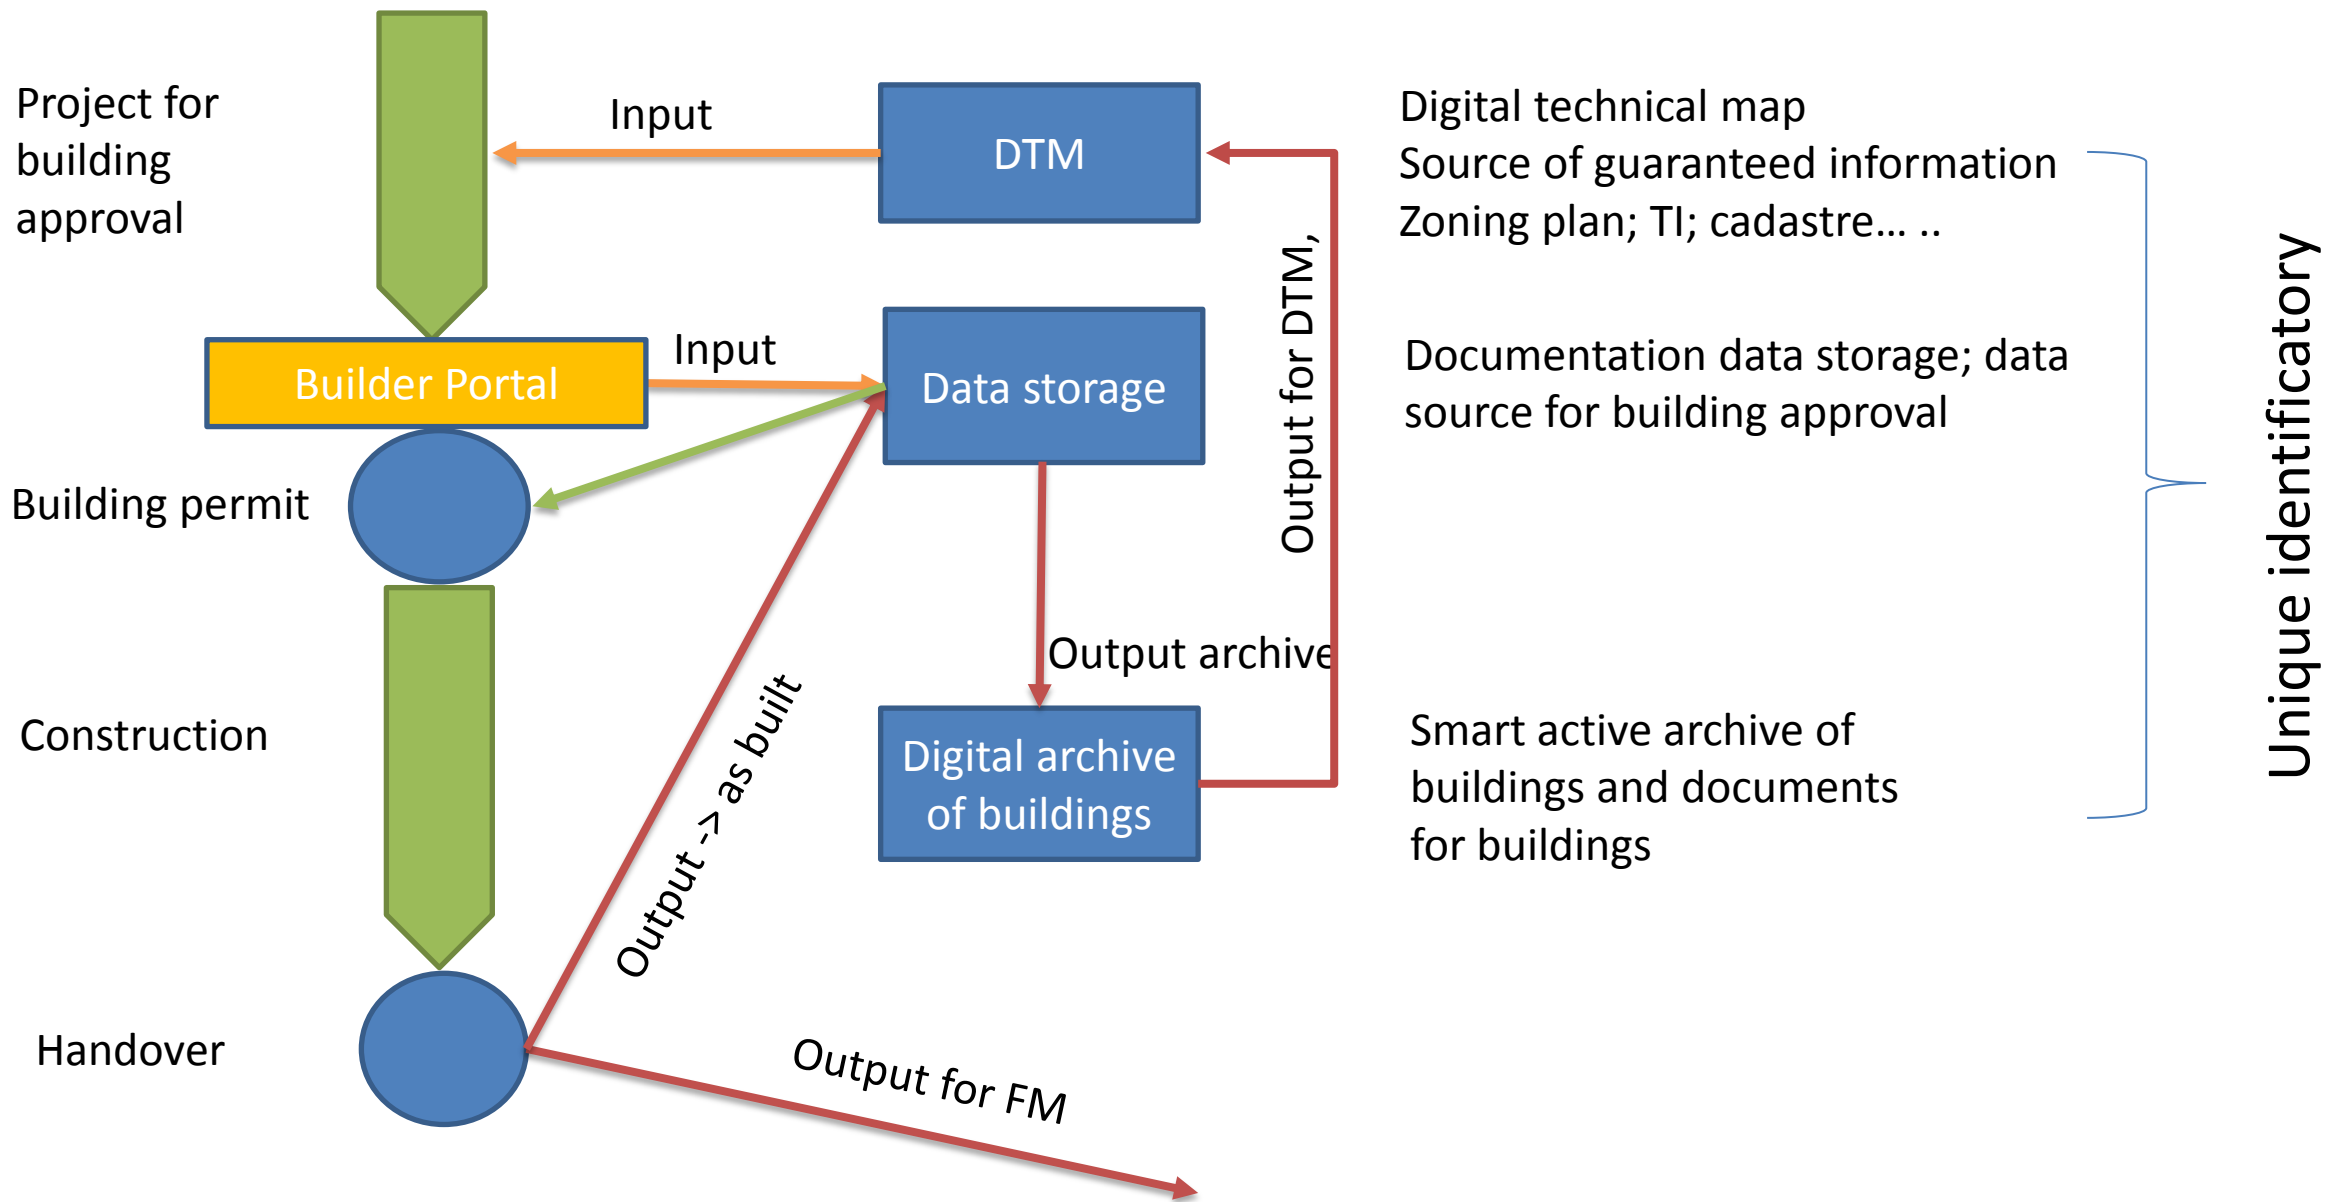 Project for
building
approval
Input
DTM
Digital technical map
Source of guaranteed information
Zoning plan; TI; cadastre... ..
Output for DTM,
Unique identificatory
Builder Portal
Input
Data storage
Documentation data storage; data
source for building approval
Building permit
Output archive
Construction
Output -> as built
Digital archive
of buildings
Smart active archive of
buildings and documents
for buildings
Handover
Output for FM